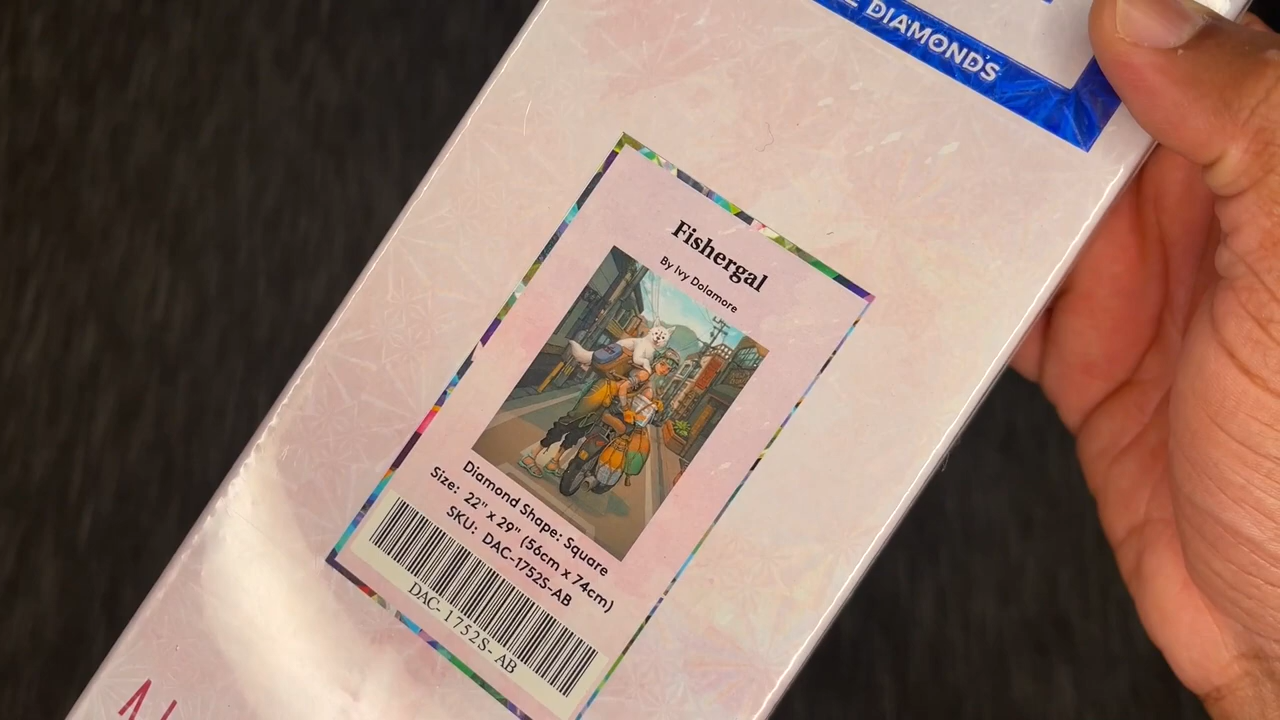 DIAMONDS
Fishergal
By Ivy Dolamore
Diamond Shape: Square
Size: 22" x 29" (56cm x 74cm)
SKU: DAC-1752S-AB
DAC-1752S-AB